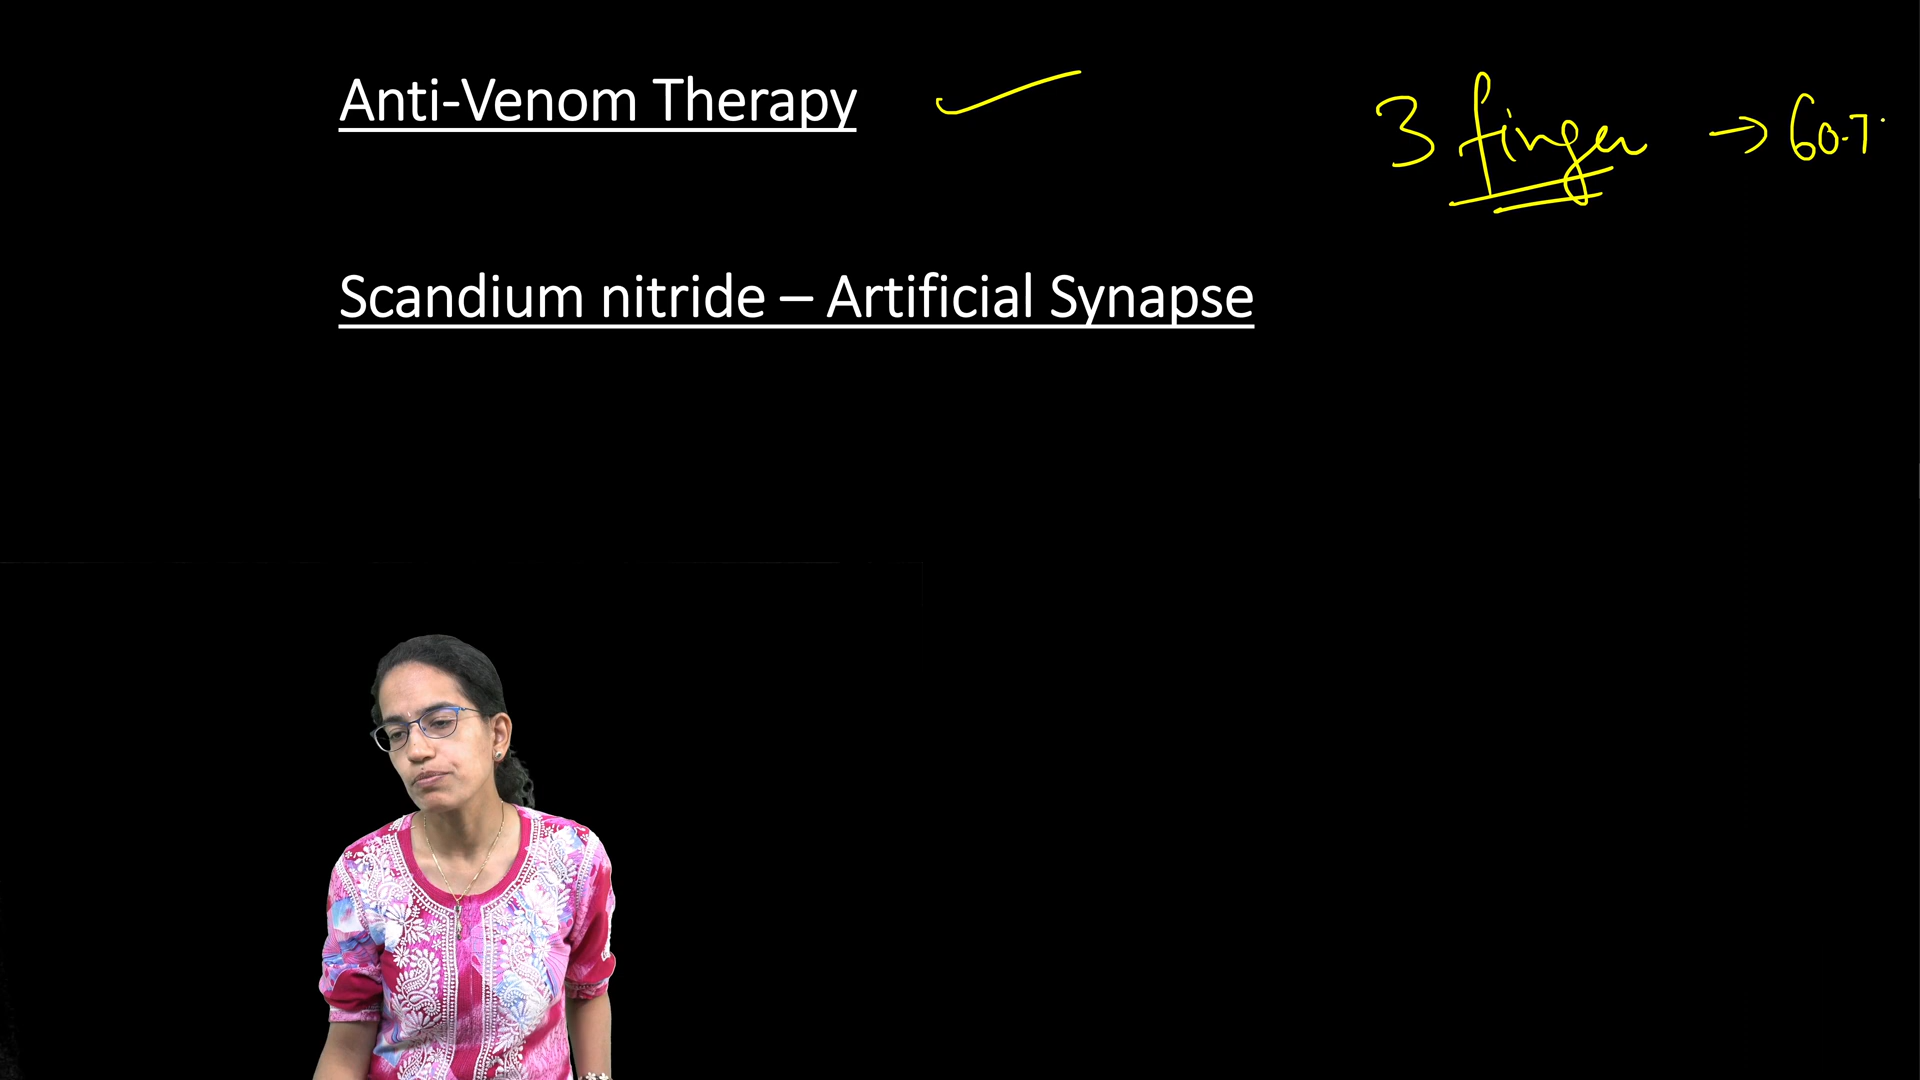 Anti-Venom Therapy
3 finger → 60-7.
Scandium nitride – Artificial Synapse